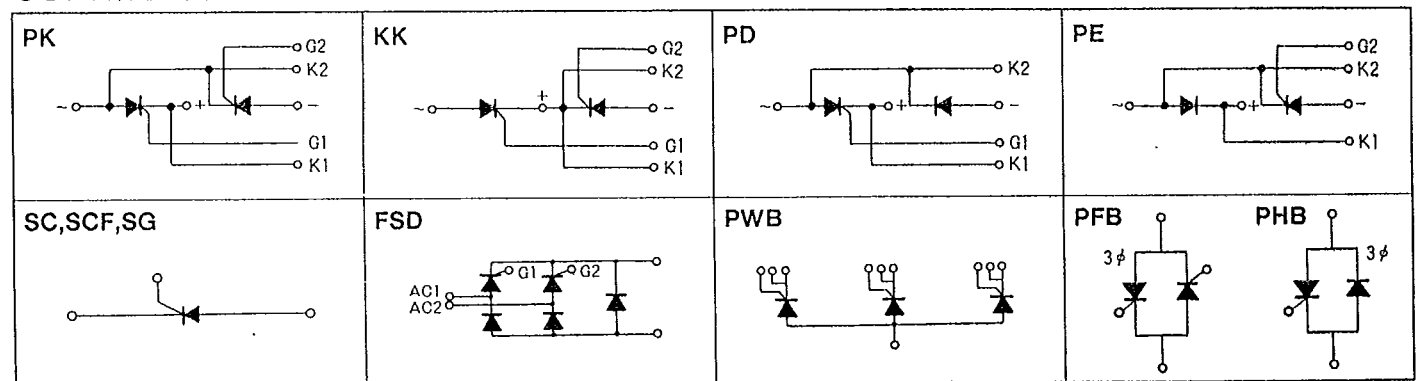 PK
G2
K2
~
+
-
G1
K1
KK
G2
K2
~
+
-
G1
K1
PD
K2
~
+
-
G1
K1
PE
G2
K2
~
+
-
K1
SC,SCF,SG
FSD
G1
G2
AC1
AC2
PWB
PFB
3φ
PHB
3φ